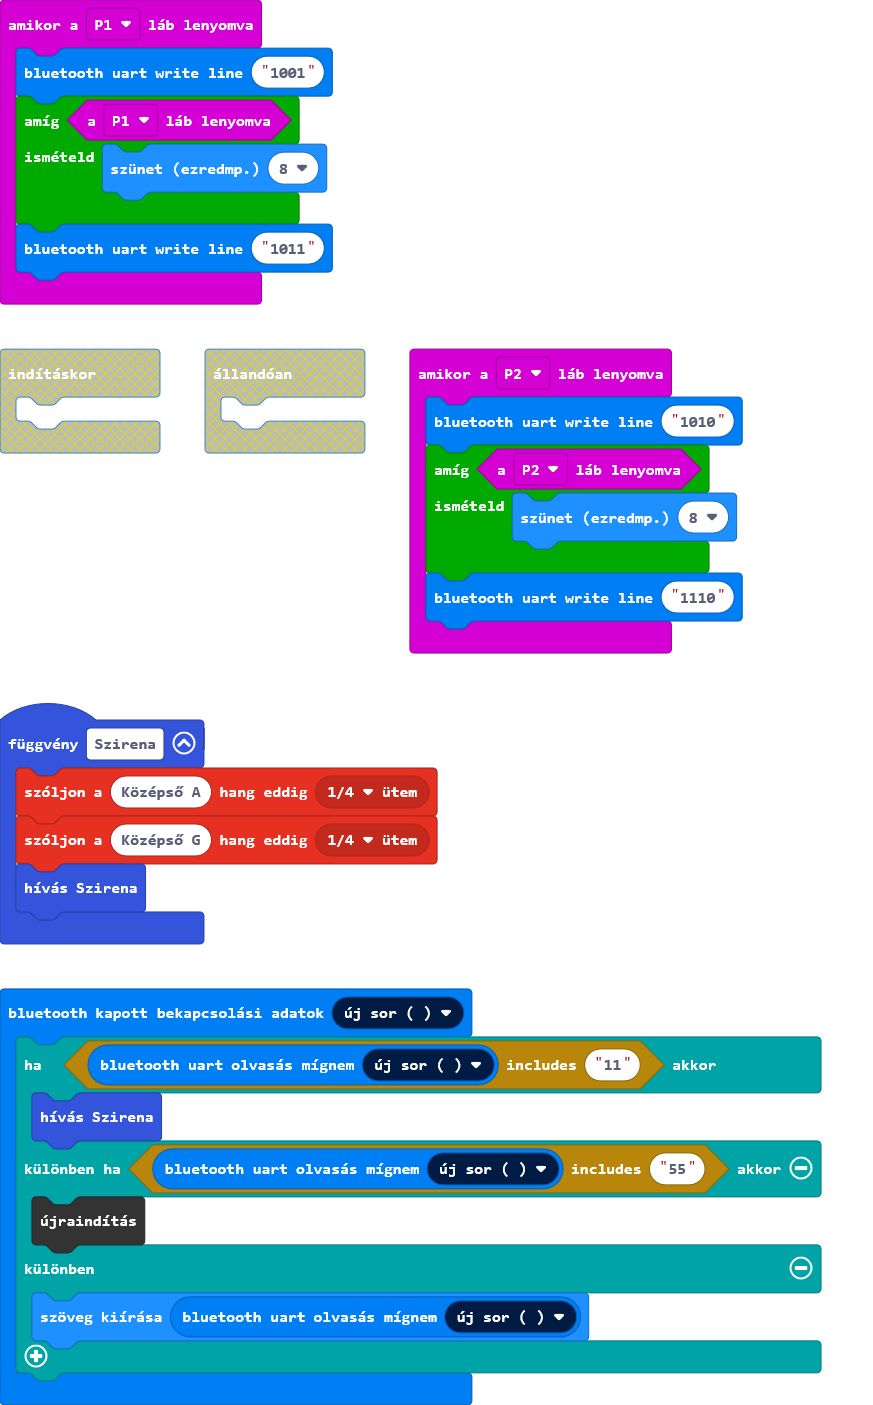 amikor a P1 láb lenyomva
bluetooth uart write line "1001"
amíg a P1 láb lenyomva
ismételd szünet (ezredmp.) 8
bluetooth uart write line "1011"
indításkor
állandóan
amikor a P2 láb lenyomva
bluetooth uart write line "1010"
amíg a P2 láb lenyomva
ismételd szünet (ezredmp.) 8
bluetooth uart write line "1110"
függvény Szirena
szóljon a Középső A hang eddig 1/4 ütem
szóljon a Középső G hang eddig 1/4 ütem
hívás Szirena
bluetooth kapott bekapcsolási adatok új sor ( )
ha bluetooth uart olvasás mígnem új sor ( ) includes "11" akkor
hívás Szirena
különben ha bluetooth uart olvasás mígnem új sor ( ) includes "55" akkor
újraindítás
különben
szöveg kiírása bluetooth uart olvasás mígnem új sor ( )